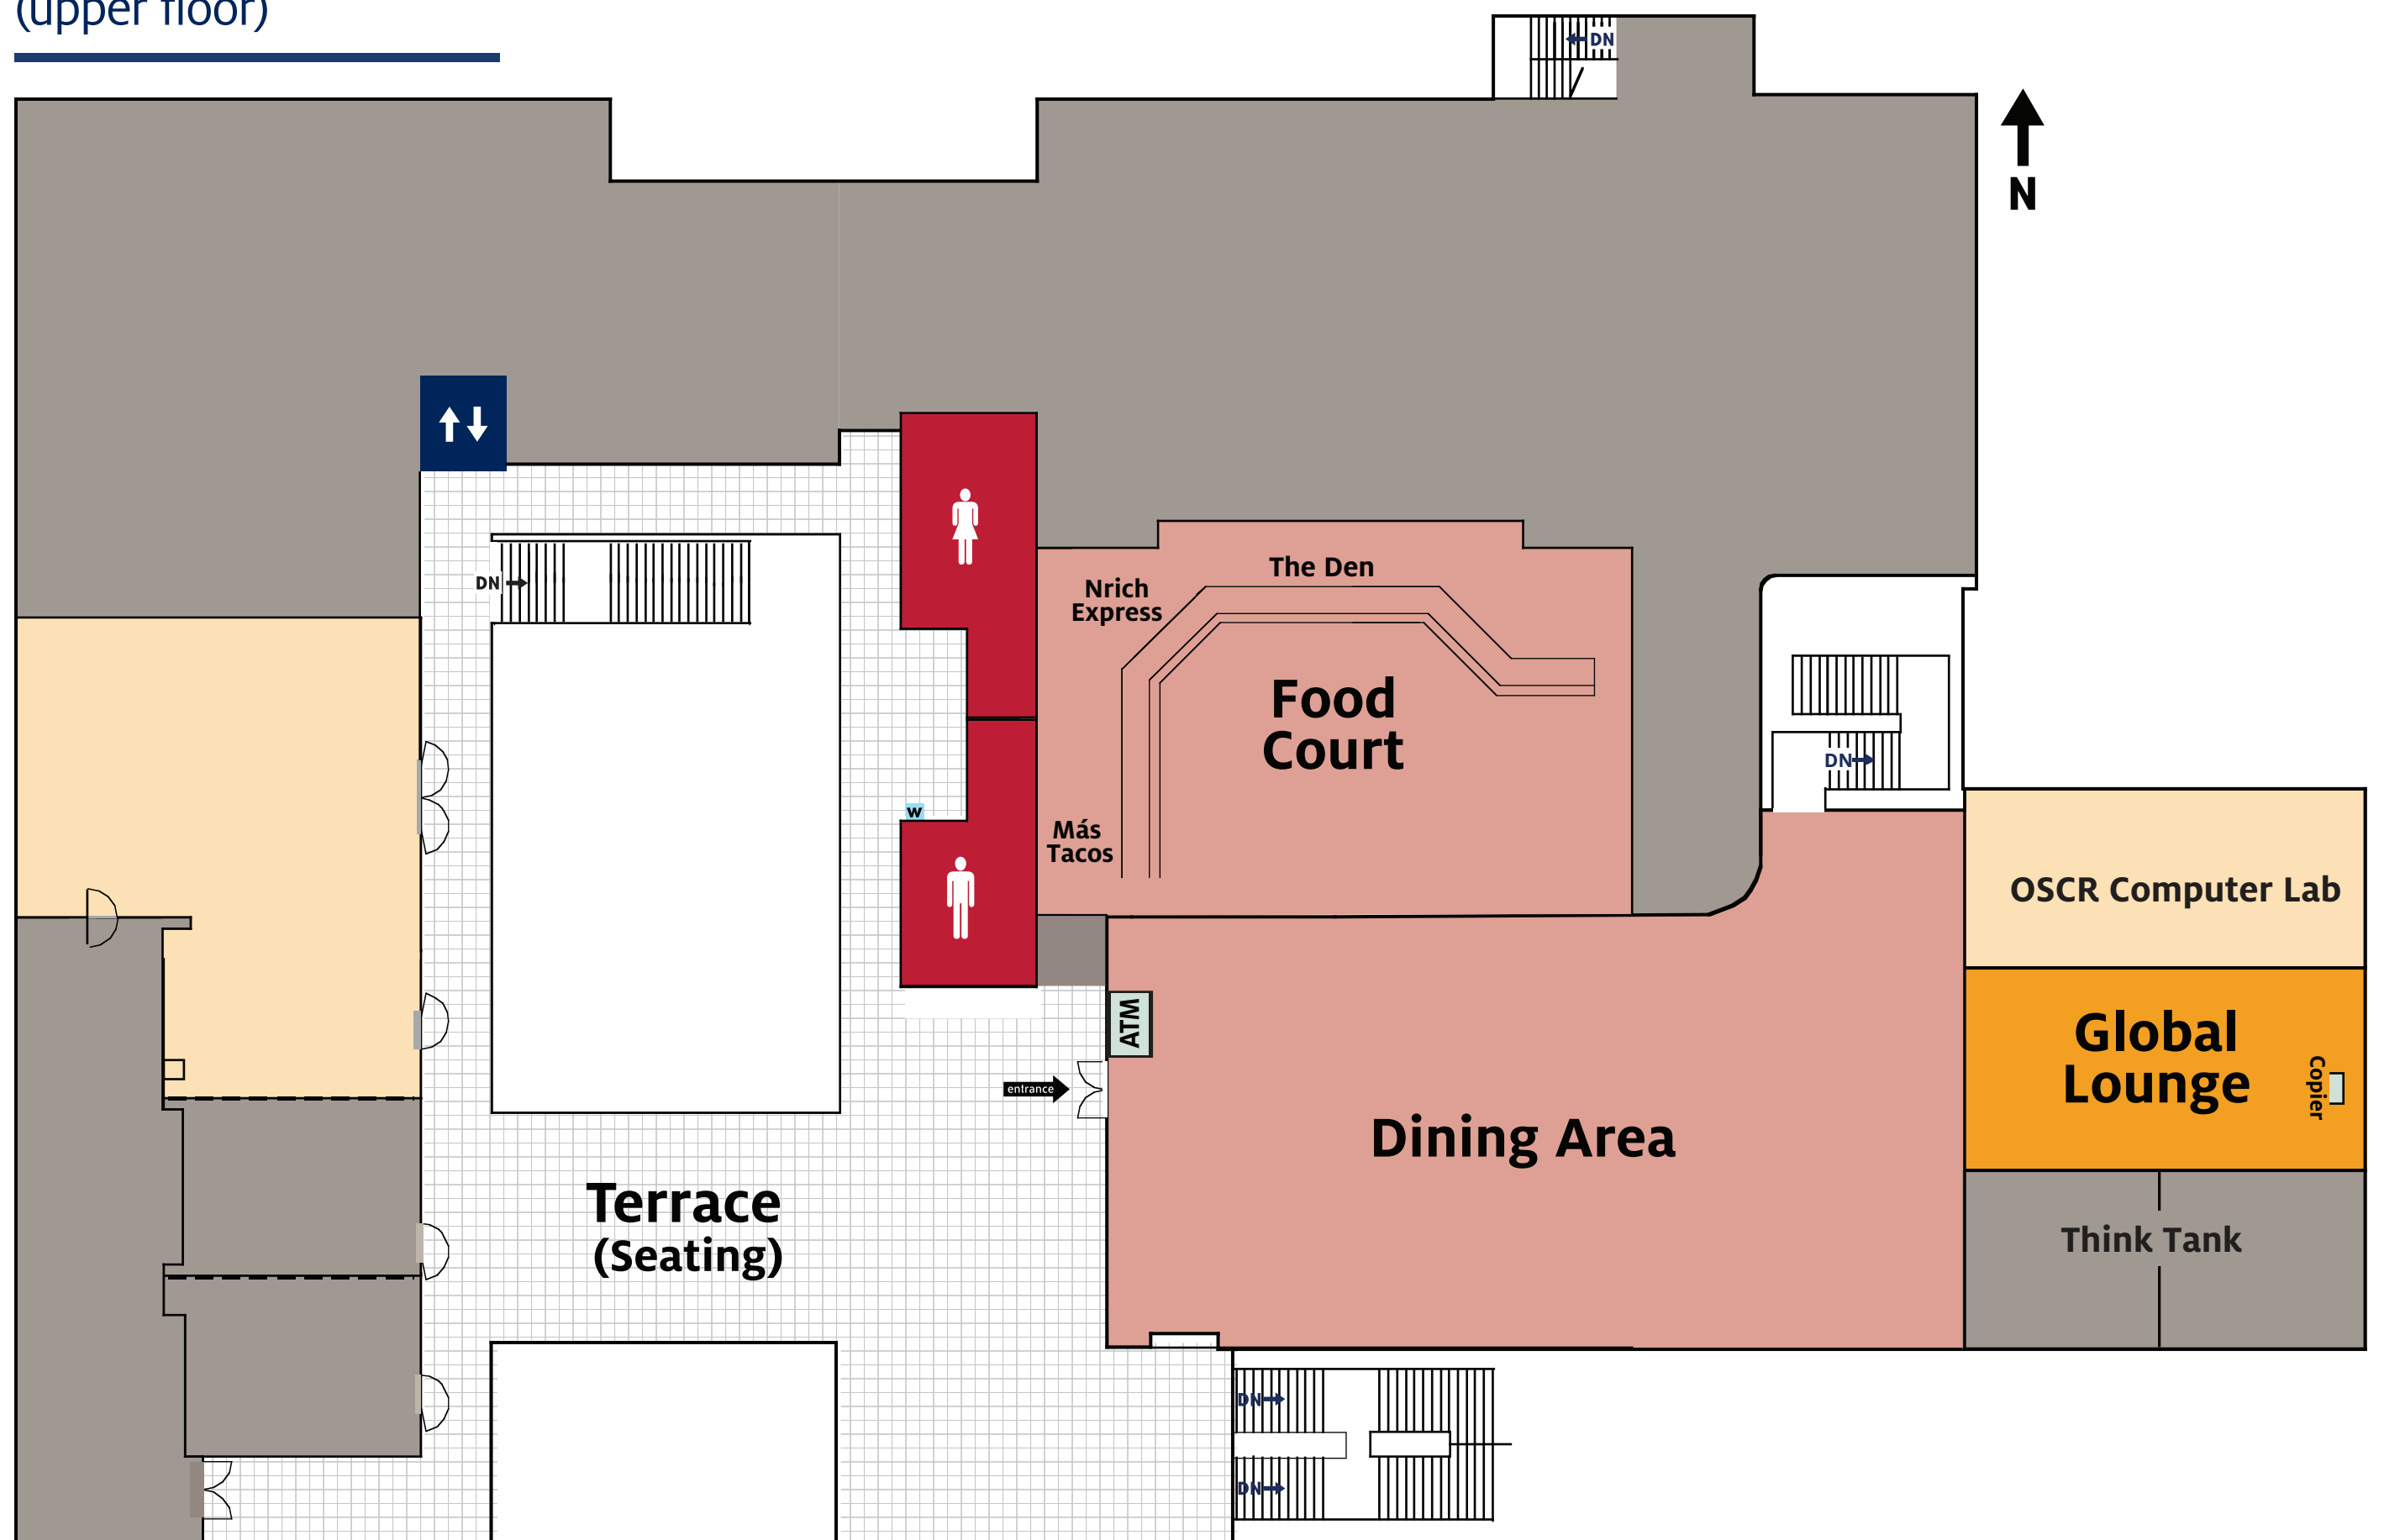 (upper floor)
DN
N
The Den
Nrich
Express
DN
Food
Court
DN
w
Más
Tacos
OSCR Computer Lab
ATM
Global
Lounge
Copier
entrance
Dining Area
Terrace
(Seating)
Think Tank
DN
DN